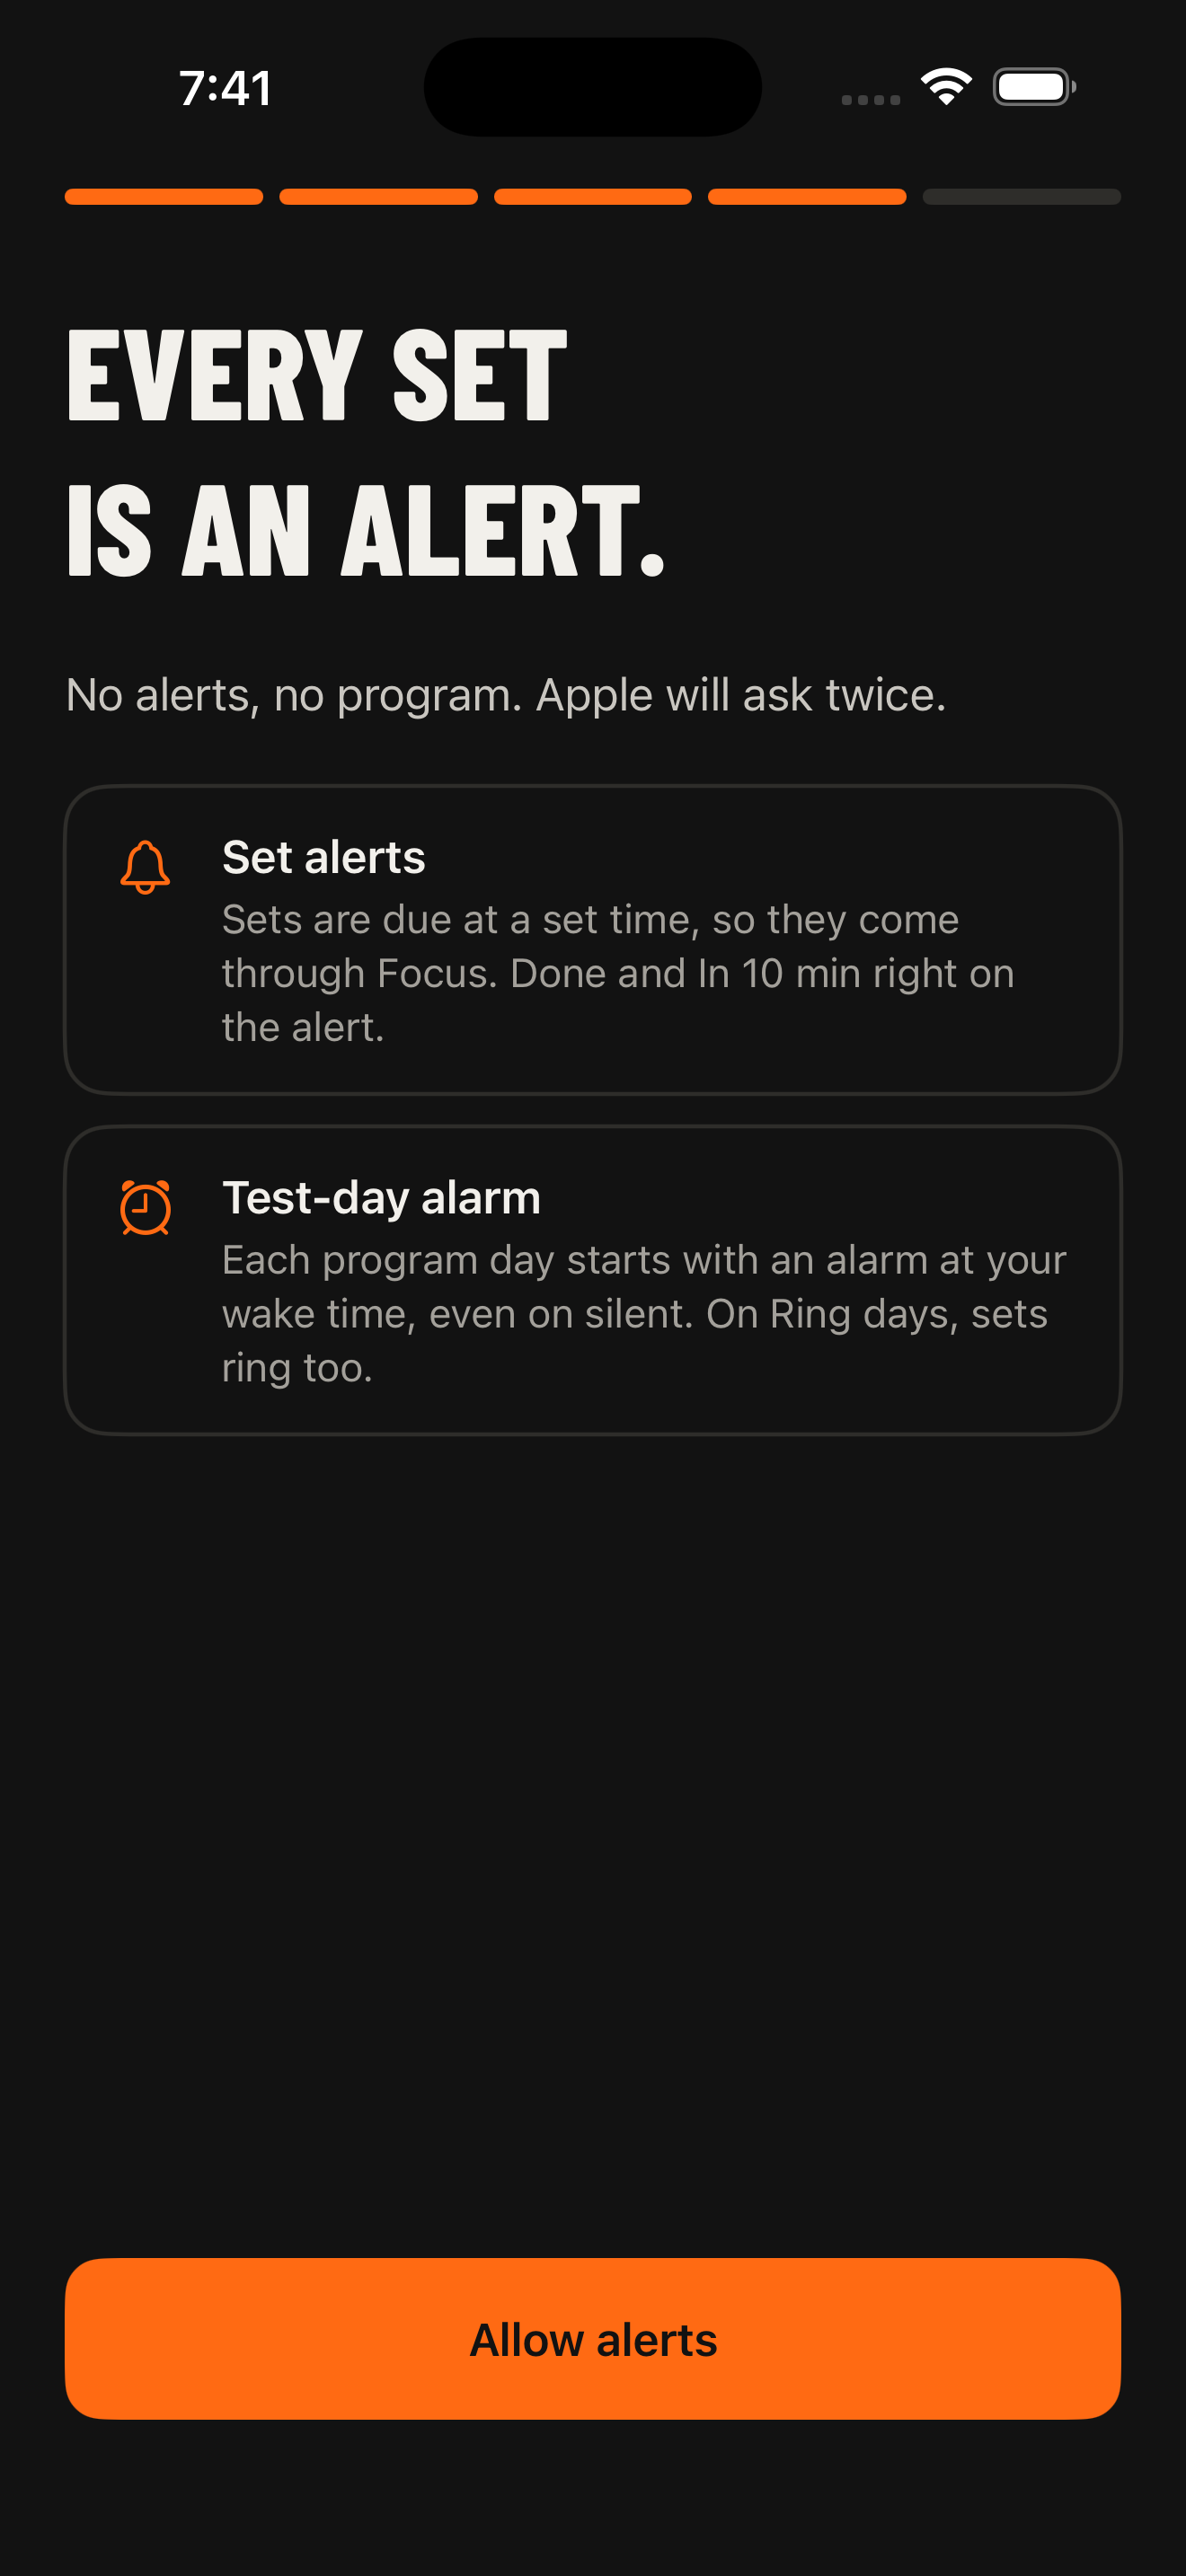 7:41
EVERY SET
IS AN ALERT.
No alerts, no program. Apple will ask twice.
Set alerts
Sets are due at a set time, so they come
through Focus. Done and In 10 min right on
the alert.
Test-day alarm
Each program day starts with an alarm at your
wake time, even on silent. On Ring days, sets
ring too.
Allow alerts